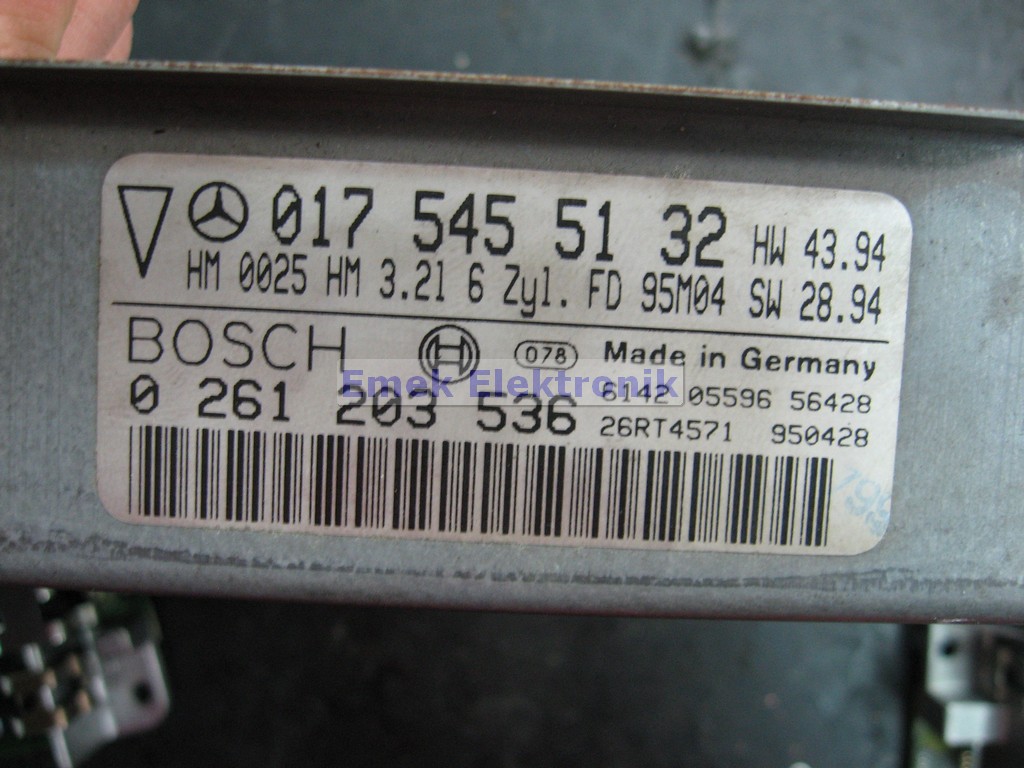 017 545 51 32 HW 43.94
HM 0025 HM 3.2l 6 Zyl. FD 95M04 SW 28.94
BOSCH 078 Made in Germany
Emek Elektronik
0 261 203 536 6142 05596 56428
26RT4571 950428